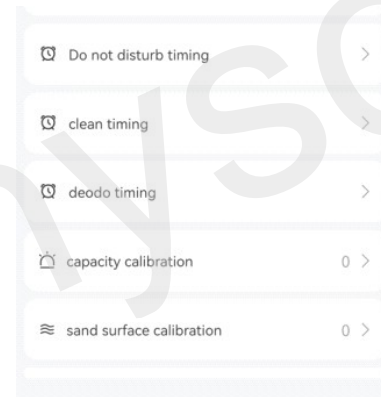 Do not disturb timing
clean timing
deodo timing
capacity calibration 0
sand surface calibration 0